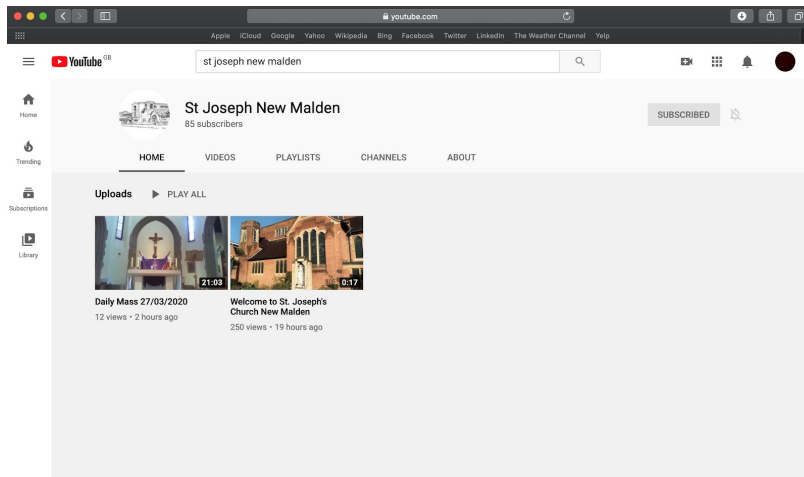 youtube.com
Apple iCloud Google Yahoo Wikipedia Bing Facebook Twitter LinkedIn The Weather Channel Yelp
YouTube GB
st joseph new malden
Home
Trending
Subscriptions
Library
St Joseph New Malden
85 subscribers
SUBSCRIBED
HOME VIDEOS PLAYLISTS CHANNELS ABOUT
Uploads PLAY ALL
21:03
Daily Mass 27/03/2020
12 views • 2 hours ago
0:17
Welcome to St. Joseph's
Church New Malden
250 views • 19 hours ago